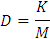 D = K/M